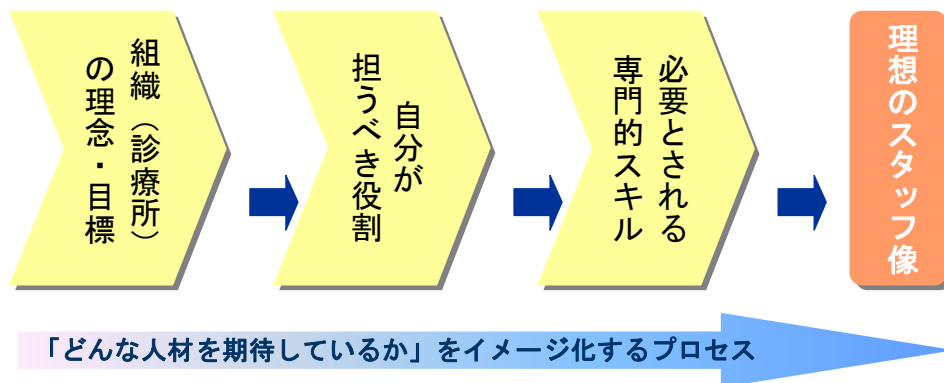 組織（診療所）
の理念・目標
自分が
担うべき役割
必要とされる
専門的スキル
理想のスタッフ像
「どんな人材を期待しているか」をイメージ化するプロセス